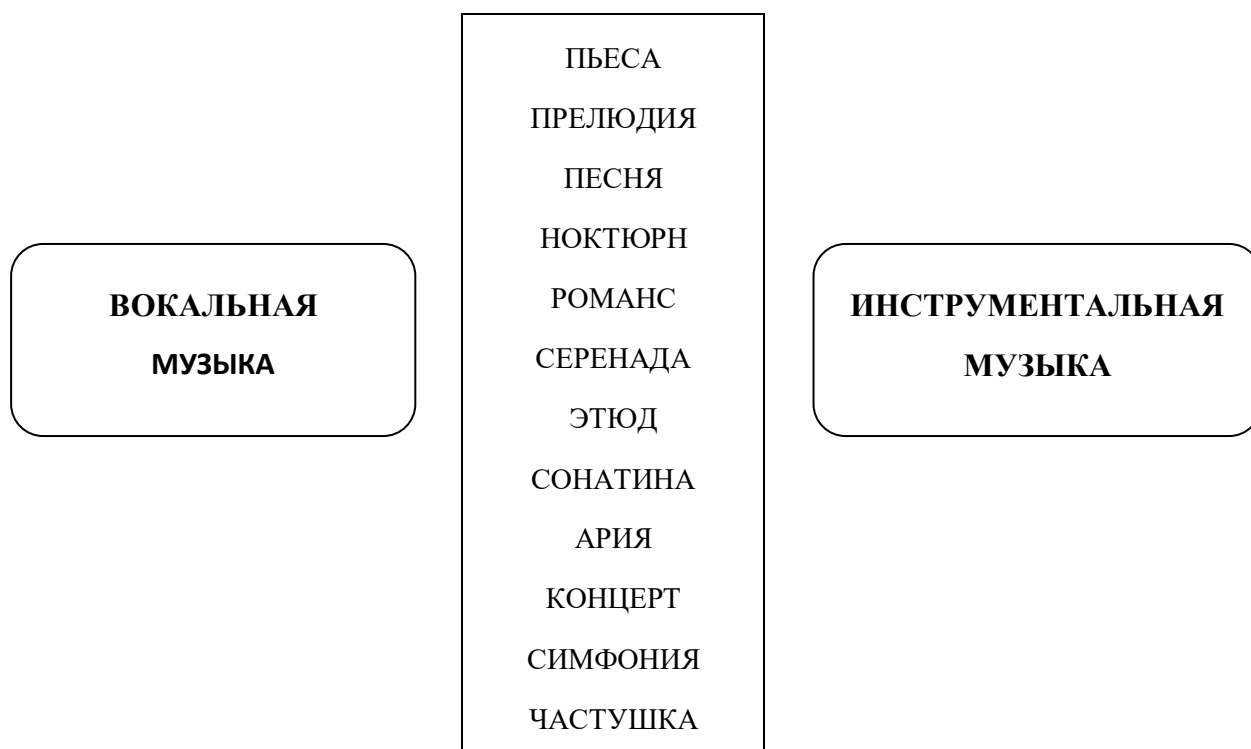 ВОКАЛЬНАЯ
МУЗЫКА
ПЬЕСА
ПРЕЛЮДИЯ
ПЕСНЯ
НОКТЮРН
РОМАНС
СЕРЕНАДА
ЭТЮД
СОНАТИНА
АРИЯ
КОНЦЕРТ
СИМФОНИЯ
ЧАСТУШКА
ИНСТРУМЕНТАЛЬНАЯ
МУЗЫКА